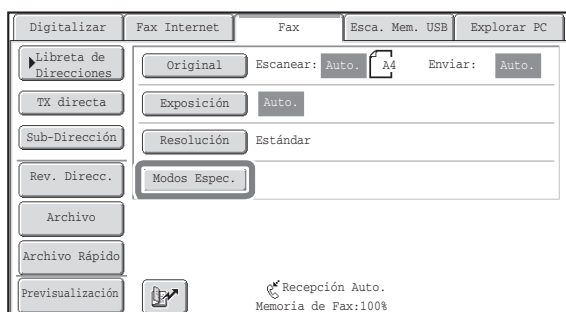 Digitalizar Fax Internet Fax Esca. Mem. USB Explorar PC
Libreta de
Direcciones
Original Escanear: Auto. A4 Enviar: Auto.
TX directa Exposición Auto.
Sub-Dirección Resolución Estándar
Rev. Direcc. Modos Espec.
Archivo
Archivo Rápido
Previsualización Recepción Auto.
Memoria de Fax:100%